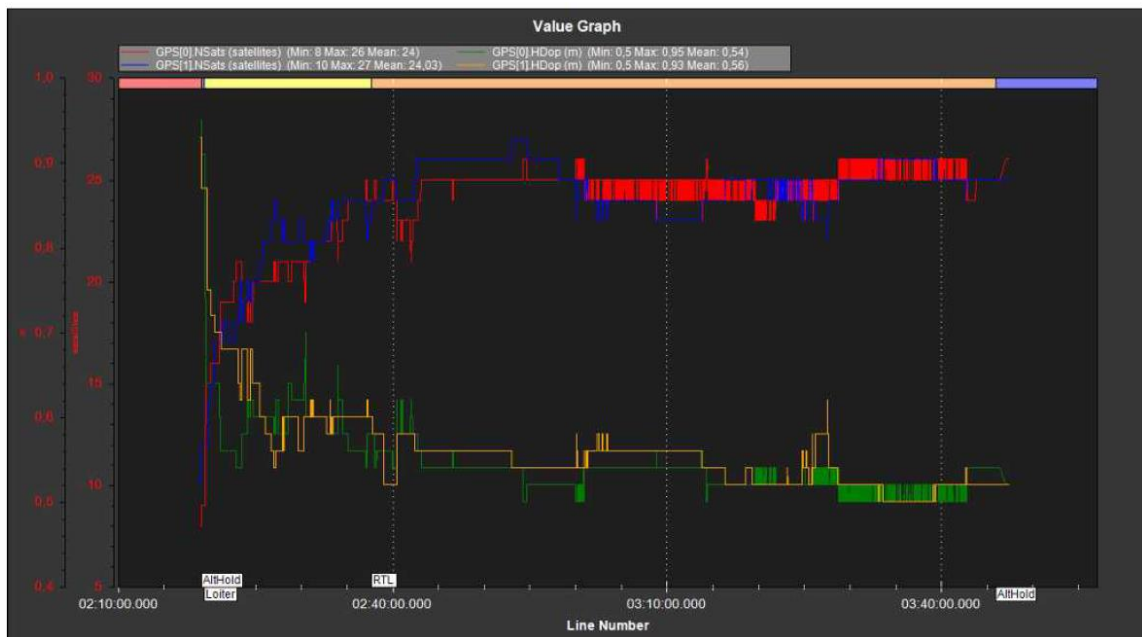 Value Graph
GPS[0].NSats (satellites) (Min: 8 Max: 26 Mean: 24)
GPS[0].HDop (m) (Min: 0,5 Max: 0,95 Mean: 0,54)
GPS[1].NSats (satellites) (Min: 10 Max: 27 Mean: 24,03)
GPS[1].HDop (m) (Min: 0,5 Max: 0,93 Mean: 0,56)
1,0
30
0,9
25
0,8
20
0,7
satellites
15
0,6
10
0,5
0,4
5
AltHold
RTL
Loiter
AltHold
02:10:00.000
02:40:00.000
03:10:00.000
03:40:00.000
Line Number